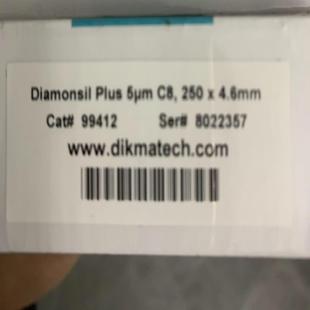 Diamonsil Plus 5μm C8, 250 x 4.6mm
Cat# 99412 Ser# 8022357
www.dikmatech.com